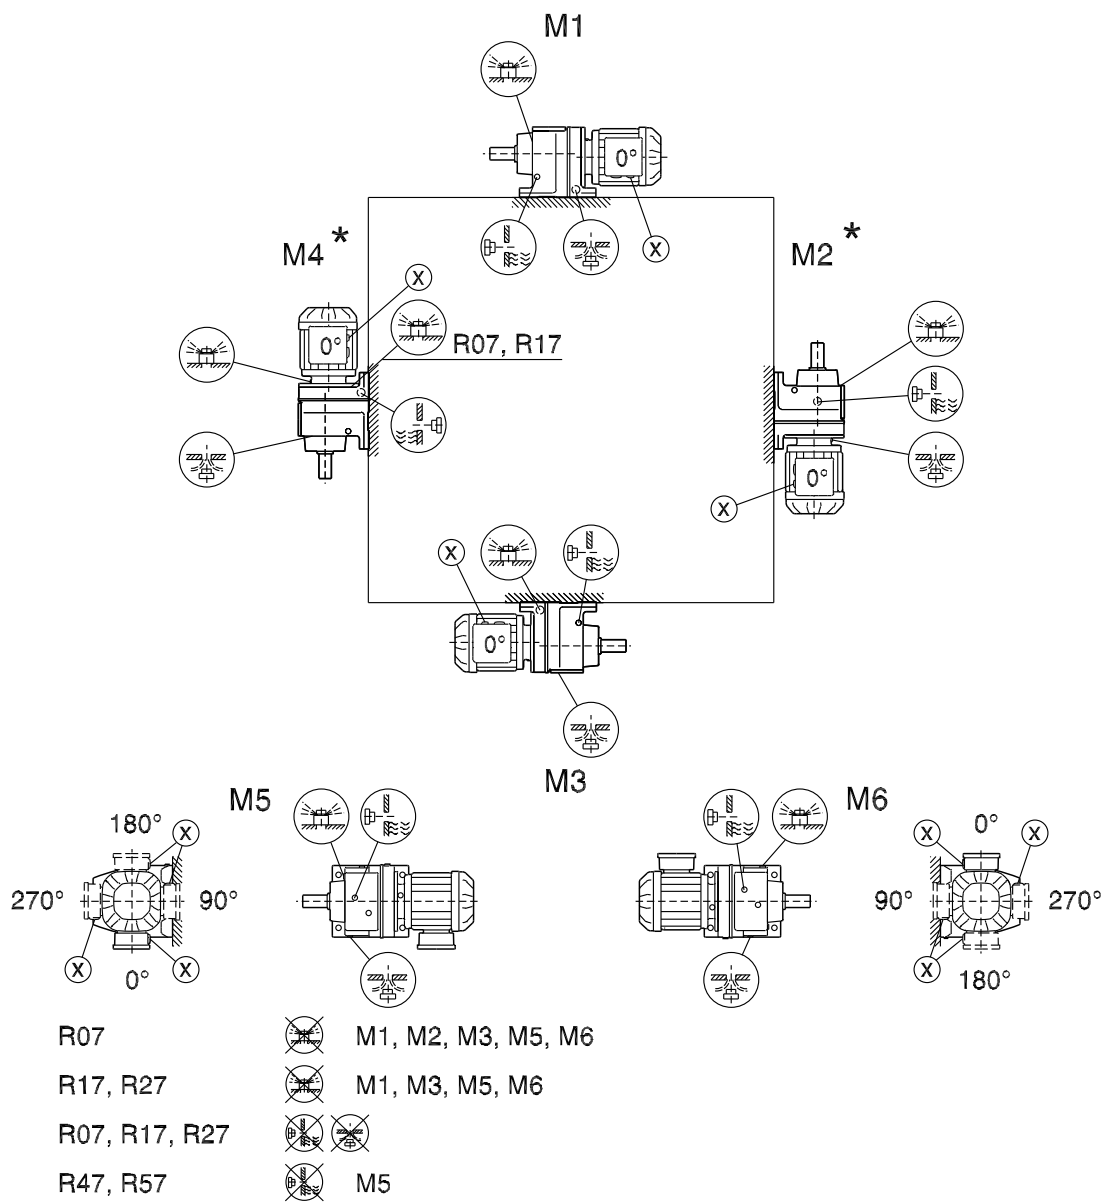 M1
0°
X
M4 *
M2 *
X
R07, R17
0°
0°
X
X
0°
M3
M5
M6
180°
X
0°
X
X
270°
90°
90°
270°
X
0°
X
X
180°
R07 M1, M2, M3, M5, M6
R17, R27 M1, M3, M5, M6
R07, R17, R27
R47, R57 M5